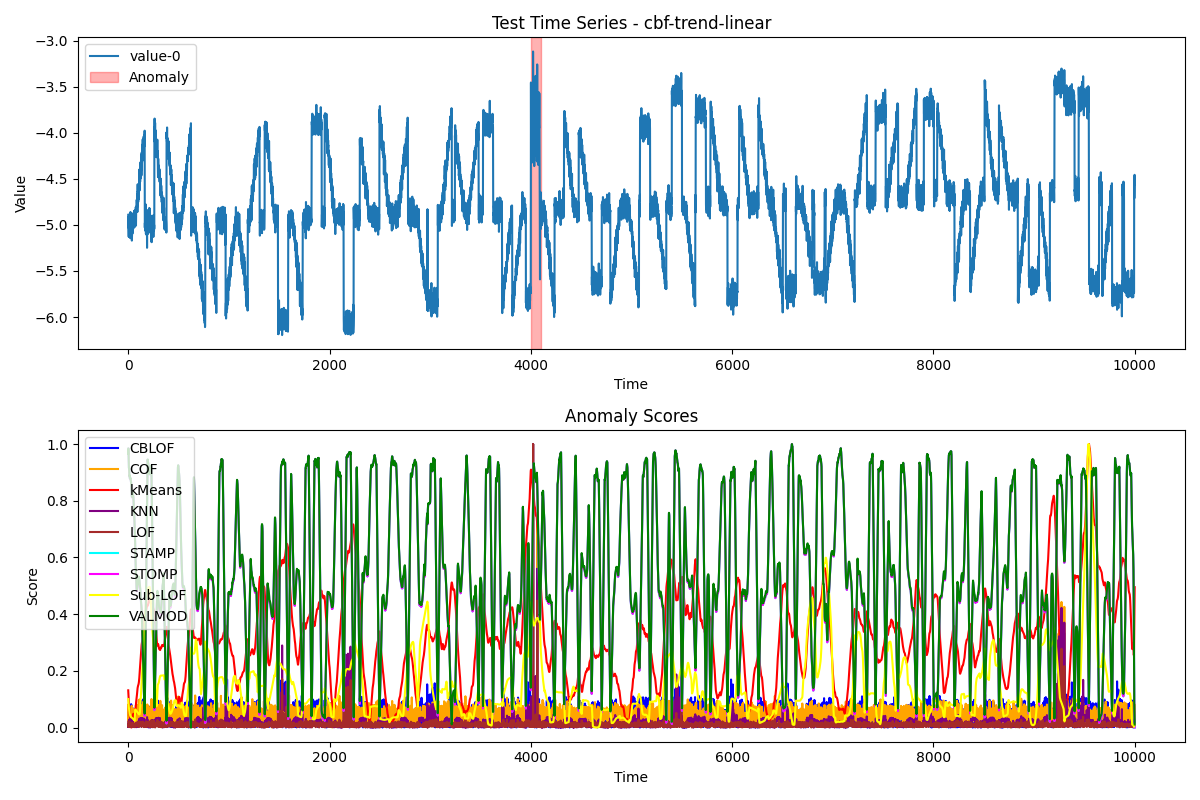 Test Time Series - cbf-trend-linear
−3.0
−3.5
−4.0
−4.5
−5.0
−5.5
−6.0
Value
value-0
Anomaly
0 2000 4000 6000 8000 10000
Time
Anomaly Scores
1.0
0.8
0.6
0.4
0.2
0.0
Score
CBLOF
COF
kMeans
KNN
LOF
STAMP
STOMP
Sub-LOF
VALMOD
0 2000 4000 6000 8000 10000
Time